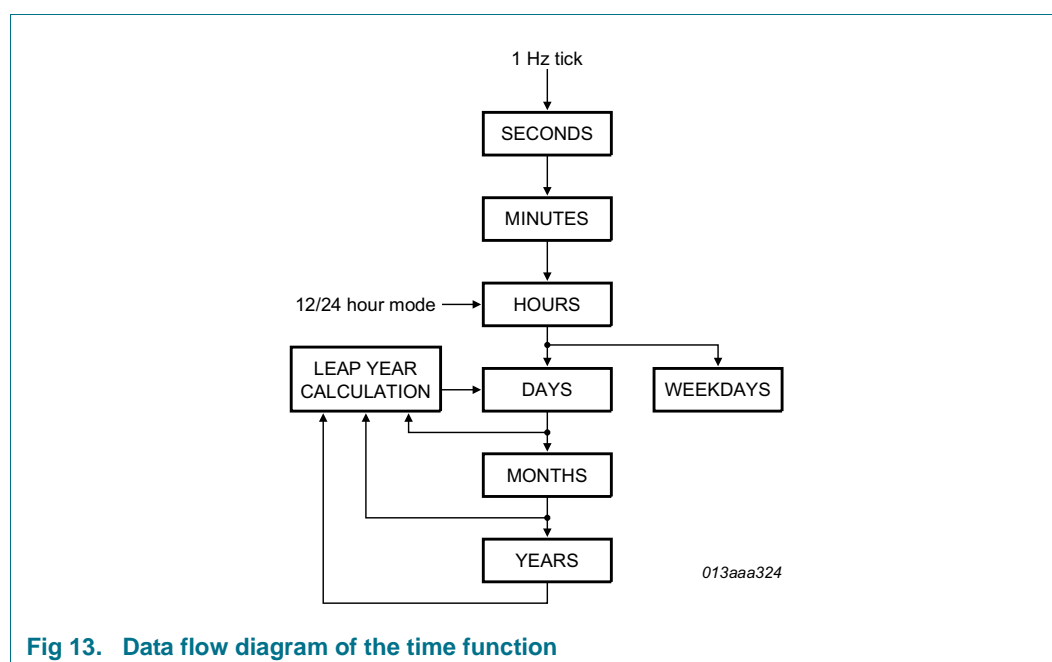 1 Hz tick
SECONDS
MINUTES
12/24 hour mode
HOURS
LEAP YEAR
CALCULATION
DAYS
WEEKDAYS
MONTHS
YEARS
013aaa324
Fig 13. Data flow diagram of the time function